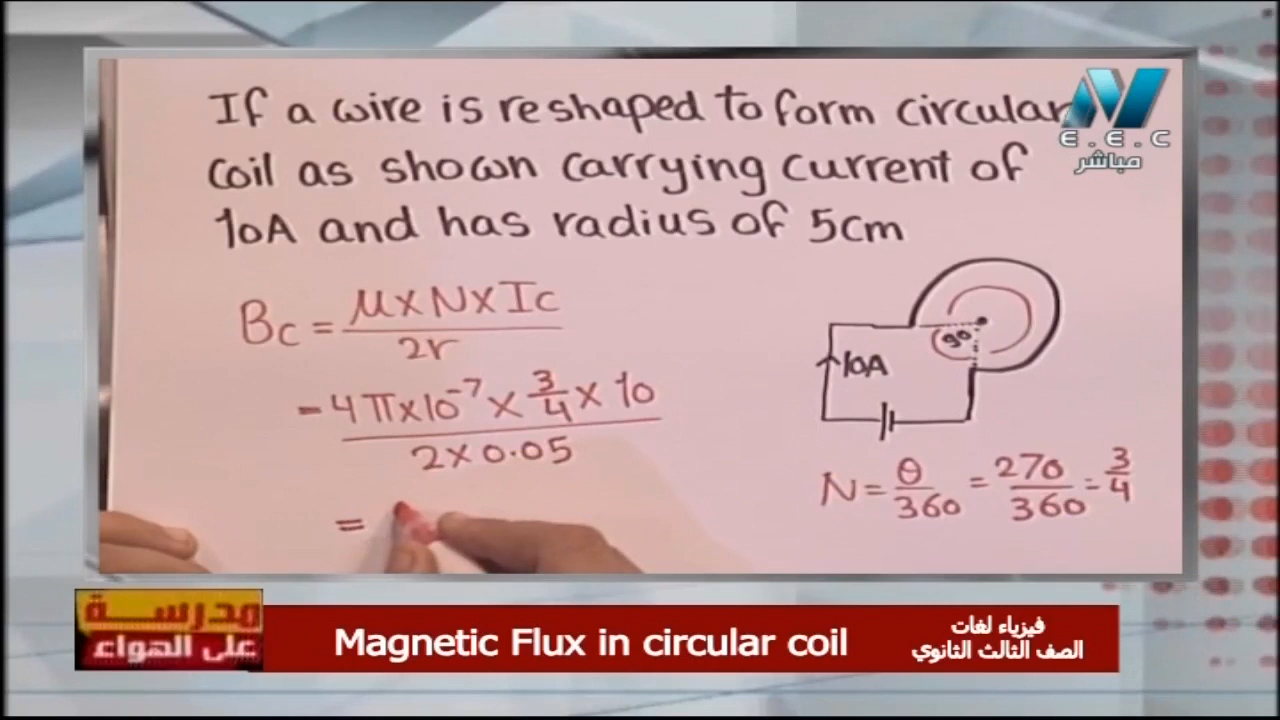 If a wire is reshaped to form circular
coil as shown carrying current of
10A and has radius of 5cm
Bc = μ×N×Ic / 2r
= 4π×10⁻⁷ × 3/4 × 10 / 2×0.05
=
90
10A
N = θ/360 = 270/360 = 3/4
E.E.C
مباشر
مدرسة
على الهواء
Magnetic Flux in circular coil
فيزياء لغات
الصف الثالث الثانوي